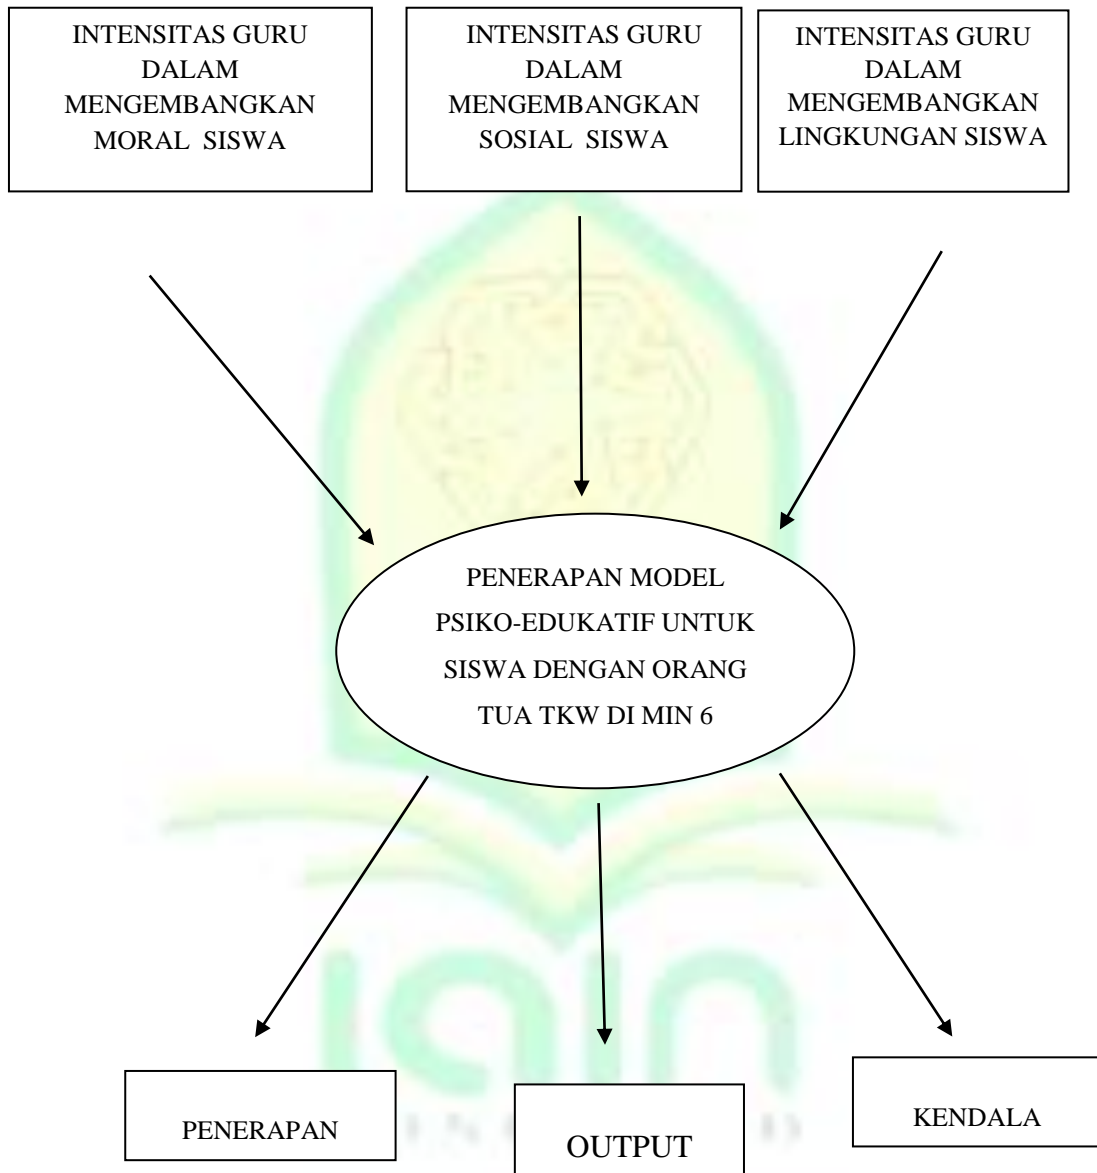 INTENSITAS GURU
DALAM
MENGEMBANGKAN
MORAL SISWA
INTENSITAS GURU
DALAM
MENGEMBANGKAN
SOSIAL SISWA
INTENSITAS GURU
DALAM
MENGEMBANGKAN
LINGKUNGAN SISWA
PENERAPAN MODEL
PSIKO-EDUKATIF UNTUK
SISWA DENGAN ORANG
TUA TKW DI MIN 6
iain
PENERAPAN
OUTPUT
KENDALA